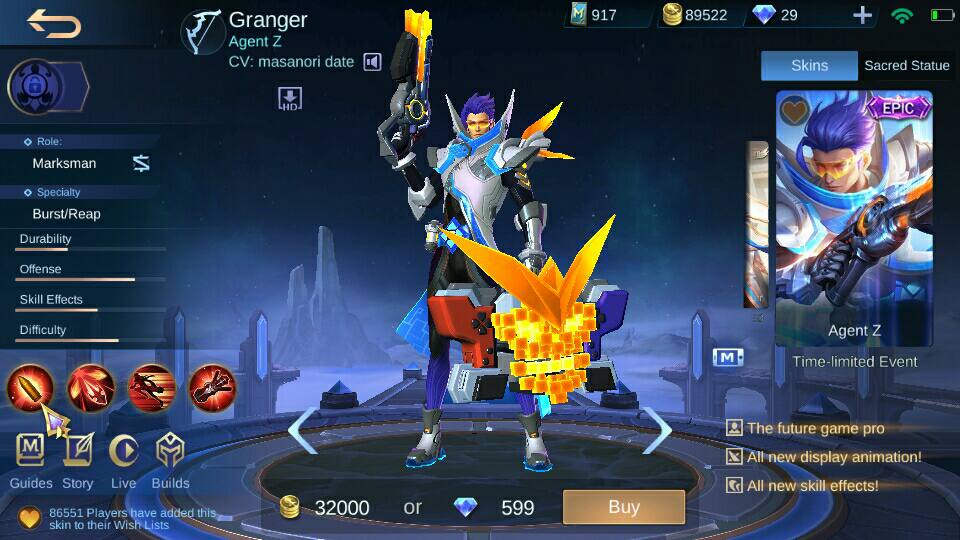 Granger
Agent Z
CV: masanori date
917
89522
29
HD
Skins
Sacred Statue
Role:
Marksman
Specialty
Burst/Reap
Durability
Offense
Skill Effects
Difficulty
EPIC
Agent Z
Time-limited Event
M
The future game pro
All new display animation!
All new skill effects!
M
Guides
Story
Live
Builds
86551 Players have added this
skin to their Wish Lists
32000
or
599
Buy